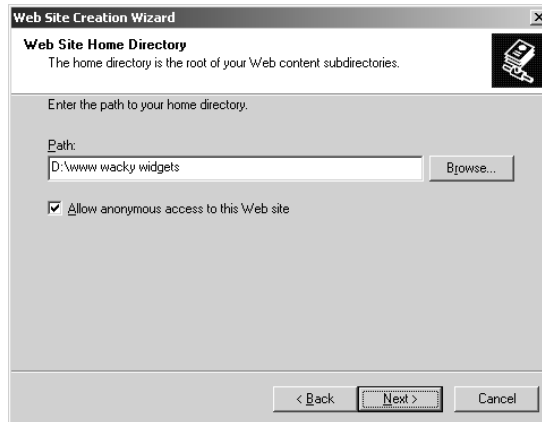 Web Site Creation Wizard
Web Site Home Directory
The home directory is the root of your Web content subdirectories.
Enter the path to your home directory.
Path:
D:\www wacky widgets
Browse...
Allow anonymous access to this Web site
< Back
Next >
Cancel